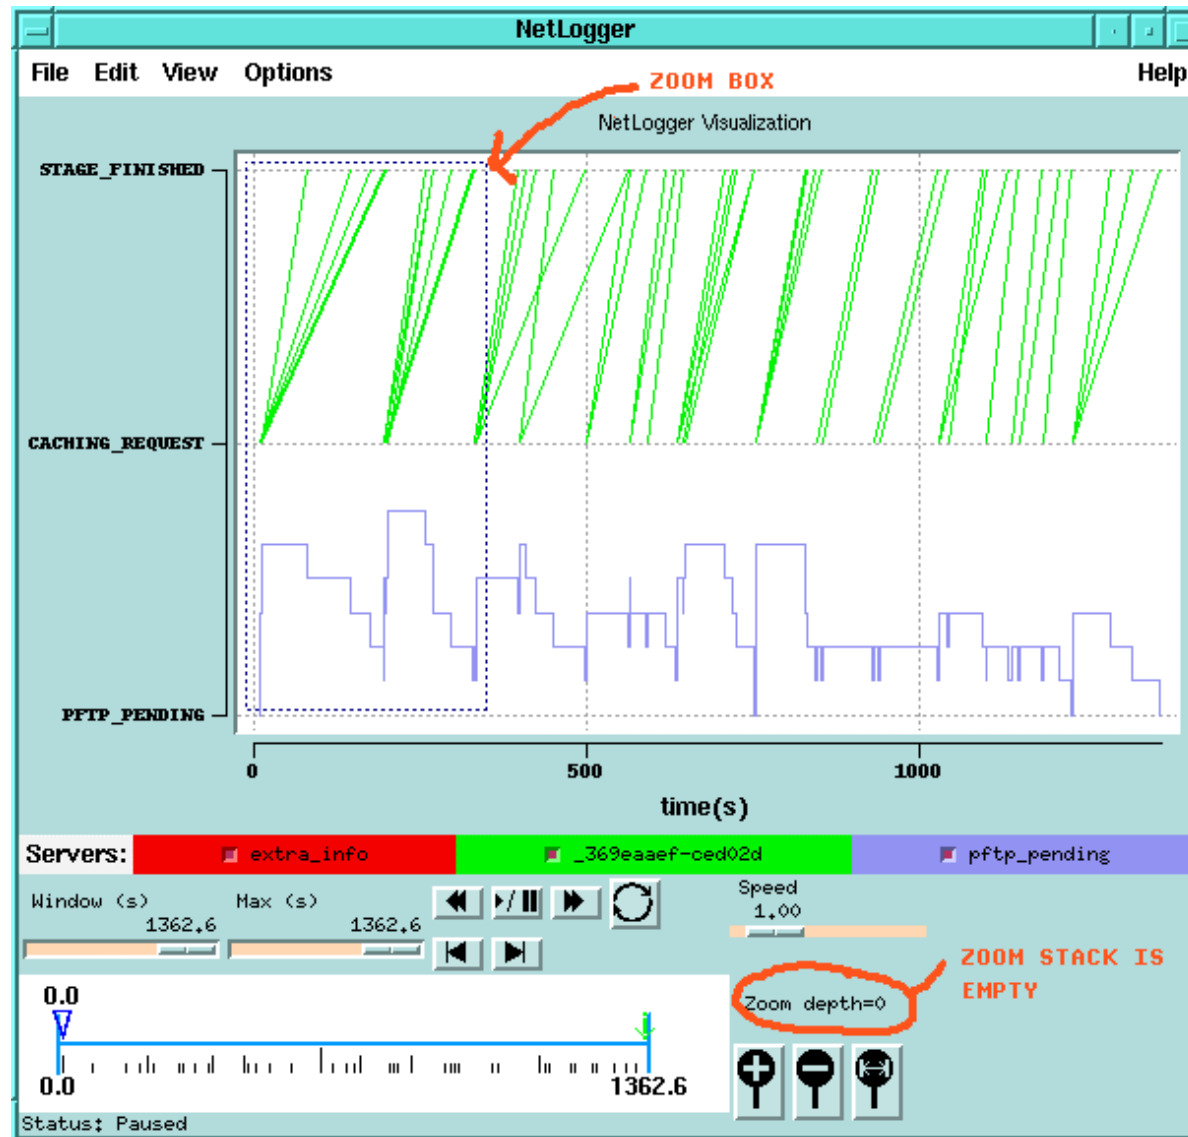 NetLogger
File Edit View Options Help
ZOOM BOX
NetLogger Visualization
STAGE_FINISHED
CACHING_REQUEST
PFTP_PENDING
0 500 1000
time(s)
Servers: extra_info _369eaaef-ced02d pftp_pending
Window (s) Max (s) Speed
1362.6 1362.6 1.00
ZOOM STACK IS
EMPTY
Zoom depth=0
0.0
0.0 1362.6
Status: Paused